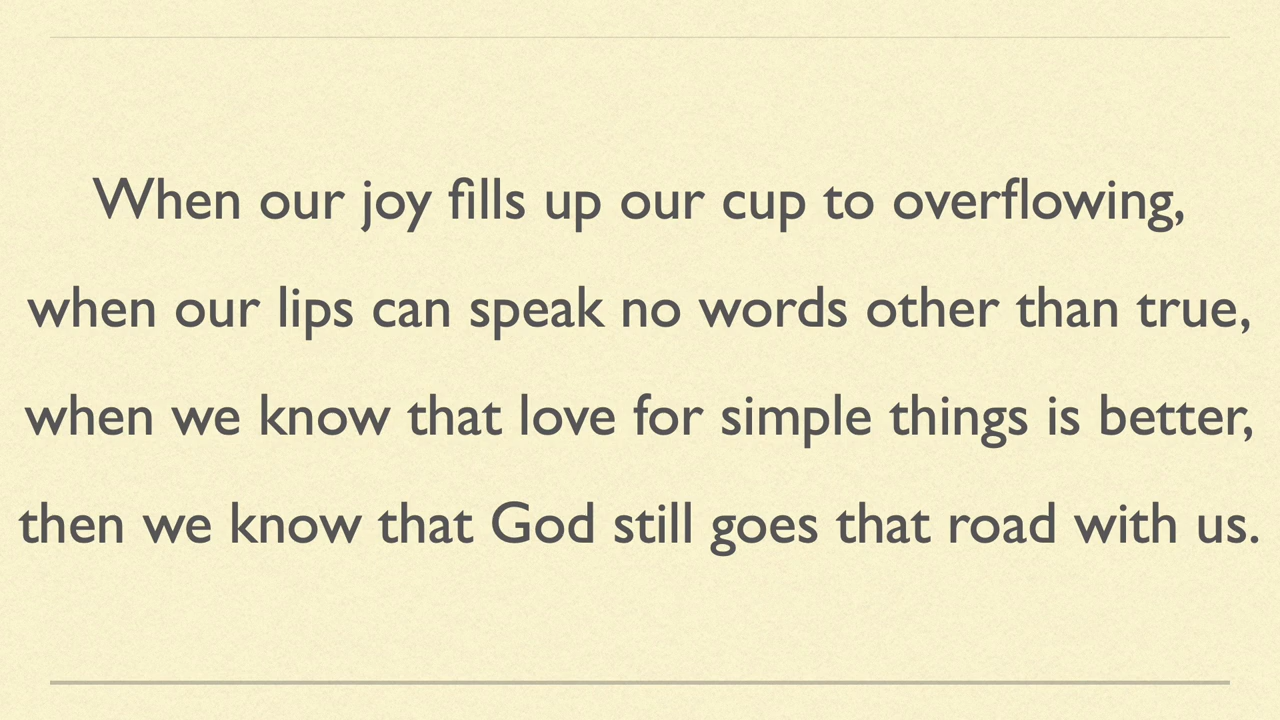 When our joy fills up our cup to overflowing,
when our lips can speak no words other than true,
when we know that love for simple things is better,
then we know that God still goes that road with us.